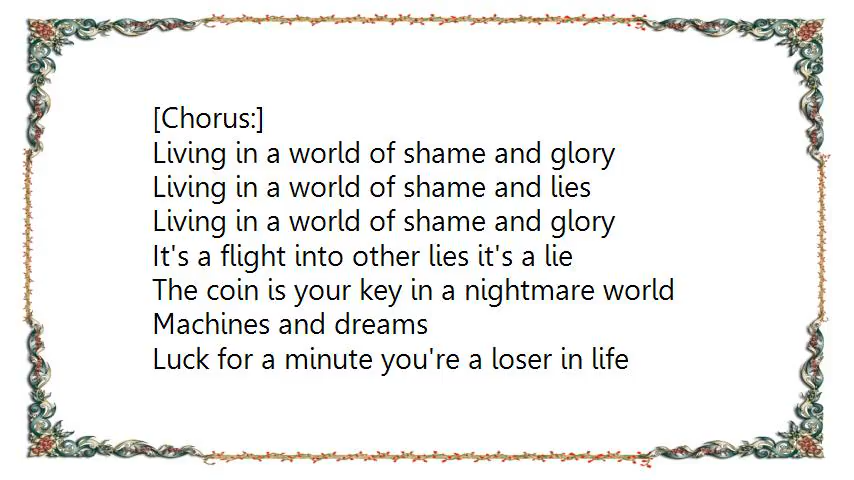 [Chorus:]
Living in a world of shame and glory
Living in a world of shame and lies
Living in a world of shame and glory
It's a flight into other lies it's a lie
The coin is your key in a nightmare world
Machines and dreams
Luck for a minute you're a loser in life